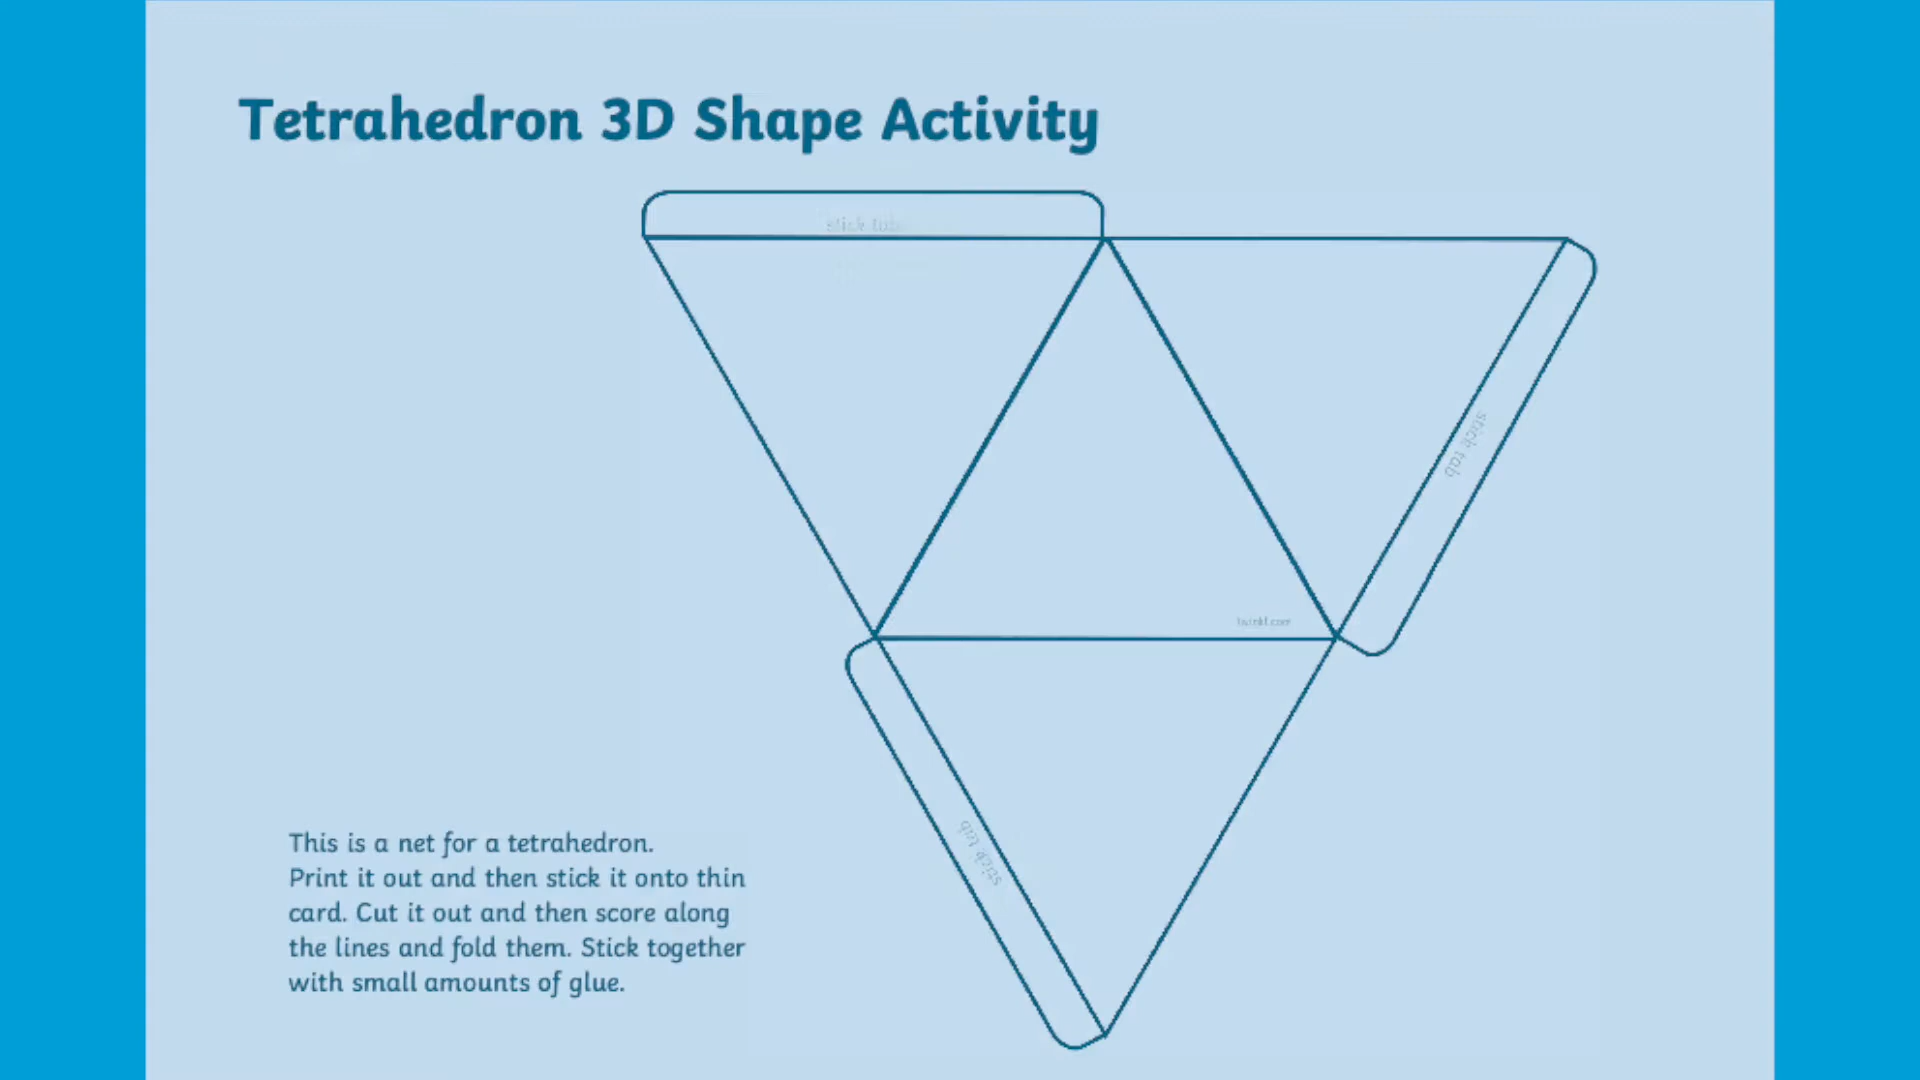 Tetrahedron 3D Shape Activity
stick tab
stick tab
twinkl.com
stick tab
This is a net for a tetrahedron.
Print it out and then stick it onto thin
card. Cut it out and then score along
the lines and fold them. Stick together
with small amounts of glue.